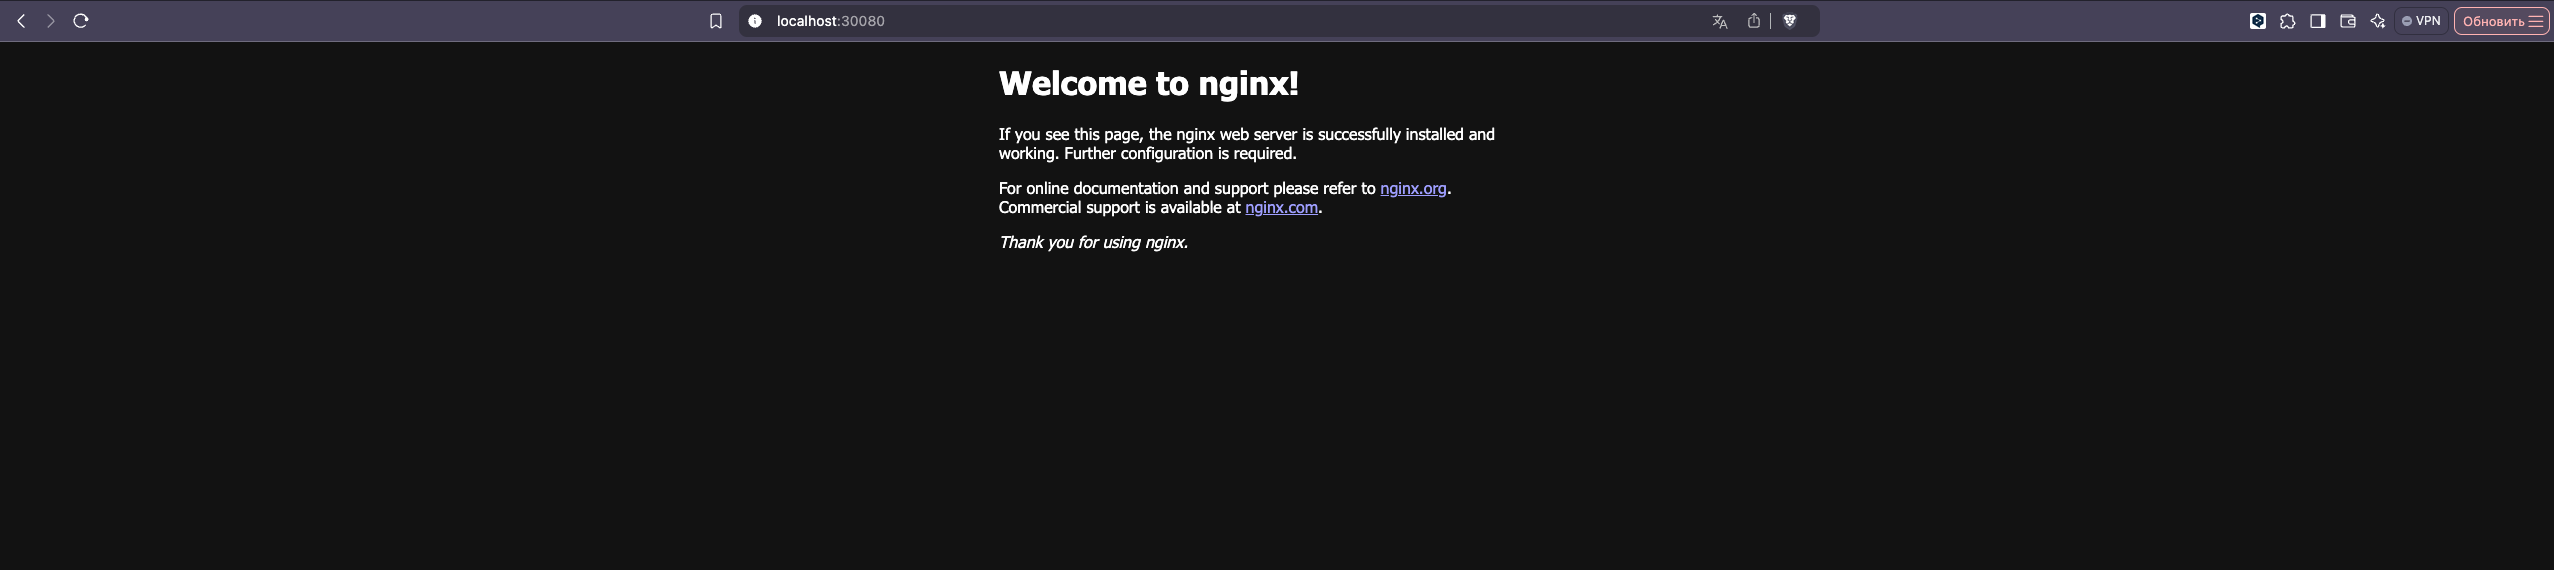 localhost:30080
VPN
Обновить
Welcome to nginx!
If you see this page, the nginx web server is successfully installed and
working. Further configuration is required.
For online documentation and support please refer to nginx.org.
Commercial support is available at nginx.com.
Thank you for using nginx.